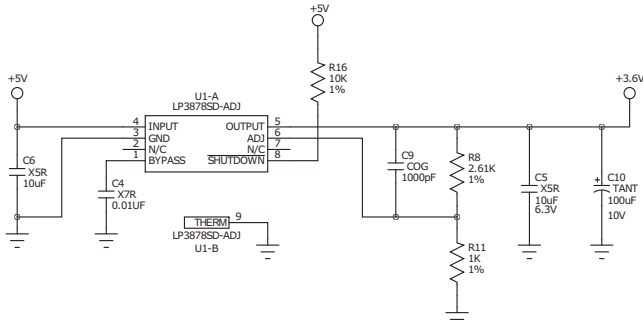 +5V
R16
10K
1%
+5V
+3.6V
U1-A
LP3878SD-ADJ
4 INPUT OUTPUT 5
3 GND ADJ 6
2 N/C N/C 7
1 BYPASS SHUTDOWN 8
C6
X5R
10uF
C4
X7R
0.01UF
C9
COG
1000pF
R8
2.61K
1%
C5
X5R
10uF
6.3V
C10
+ TANT
100uF
10V
THERM 9
LP3878SD-ADJ
U1-B
R11
1K
1%